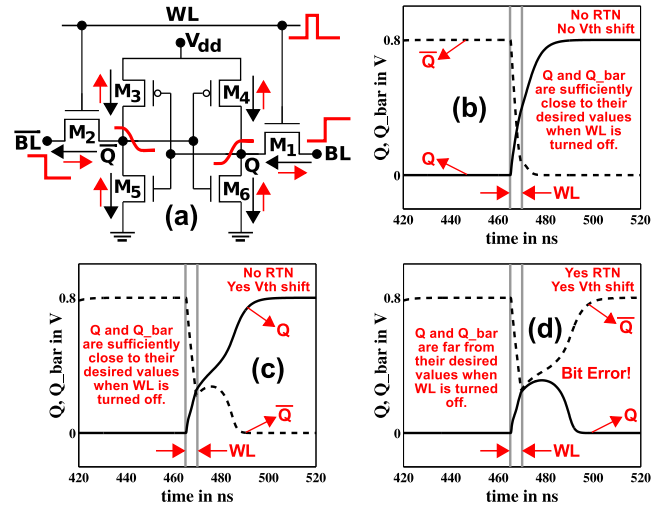 WL
(a)
Vdd
M3
M4
BL
M2
Q
Q
M1
BL
M5
M6
No RTN
No Vth shift
0.8
Q
Q and Q_bar
are sufficiently
close to their
desired values
when WL is
turned off.
(b)
Q
0
WL
Q, Q_bar in V
420 440 460 480 500 520
time in ns
No RTN
Yes Vth shift
0.8
Q and Q_bar
are sufficiently
close to their
desired values
when WL is
turned off.
Q
(c)
Q
0
WL
Q, Q_bar in V
420 440 460 480 500 520
time in ns
Yes RTN
Yes Vth shift
0.8
Q and Q_bar
are far from
their desired
values when
WL is turned
off.
(d)
Q
Bit Error!
Q
0
WL
Q, Q_bar in V
420 440 460 480 500 520
time in ns